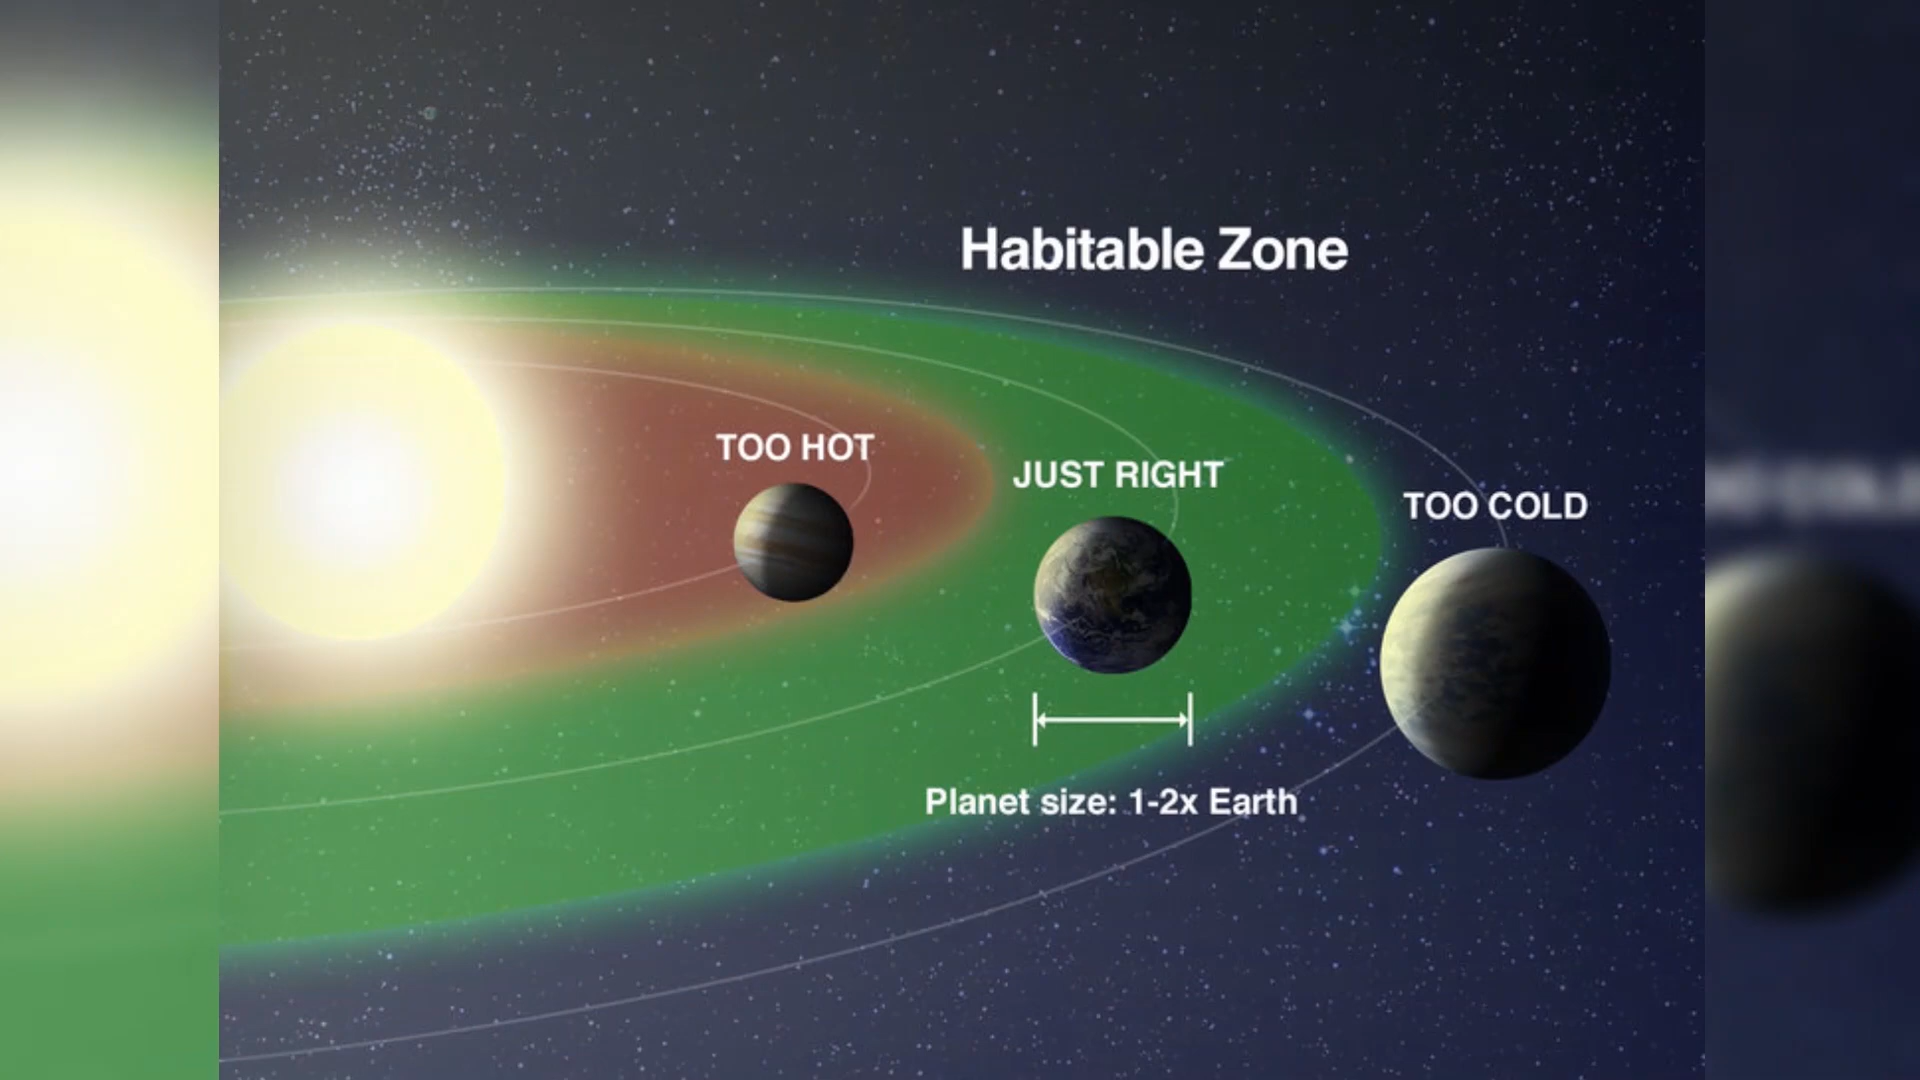 Habitable Zone
TOO HOT
JUST RIGHT
TOO COLD
Planet size: 1-2x Earth